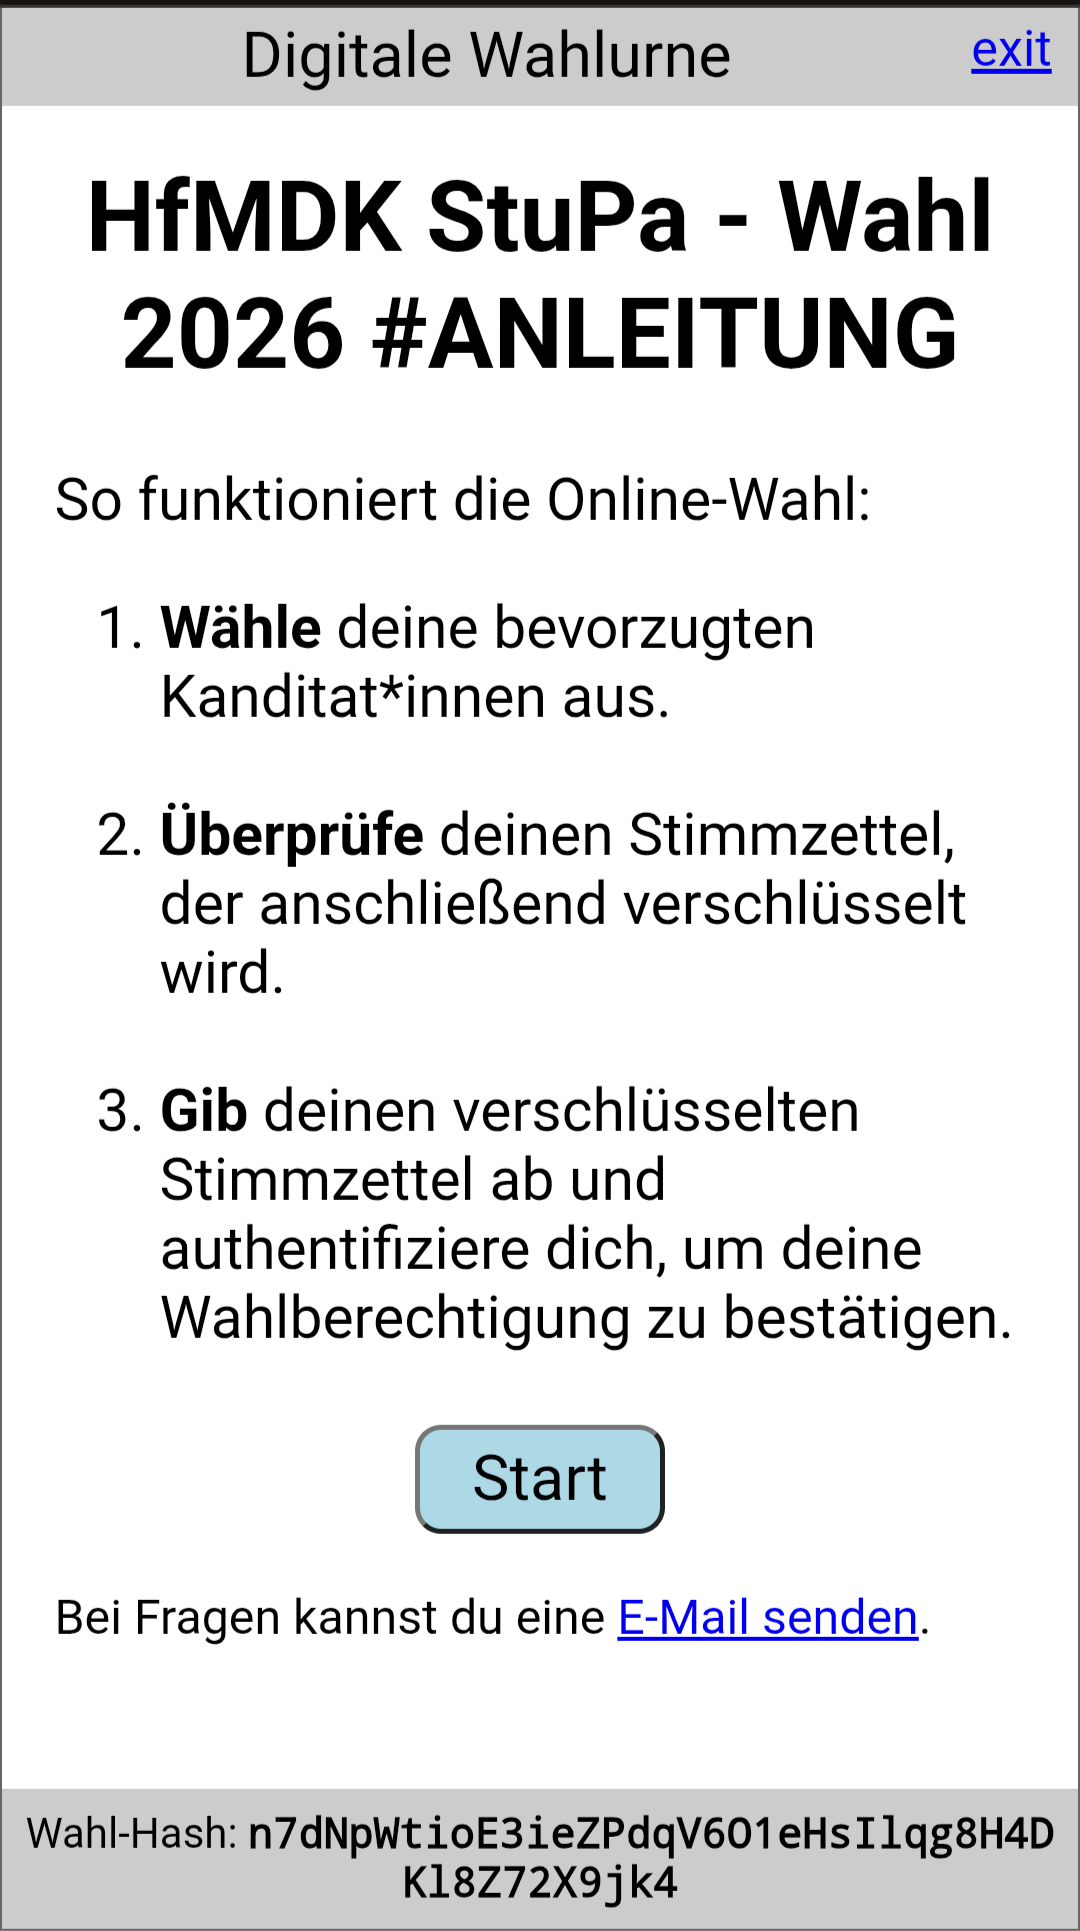 Digitale Wahlurne
exit
HfMDK StuPa - Wahl
2026 #ANLEITUNG
So funktioniert die Online-Wahl:
1. Wähle deine bevorzugten
Kanditat*innen aus.
2. Überprüfe deinen Stimmzettel,
der anschließend verschlüsselt
wird.
3. Gib deinen verschlüsselten
Stimmzettel ab und
authentifiziere dich, um deine
Wahlberechtigung zu bestätigen.
Start
Bei Fragen kannst du eine E-Mail senden.
Wahl-Hash: n7dNpWtioE3ieZPdqV6O1eHsIlqg8H4D
Kl8Z72X9jk4